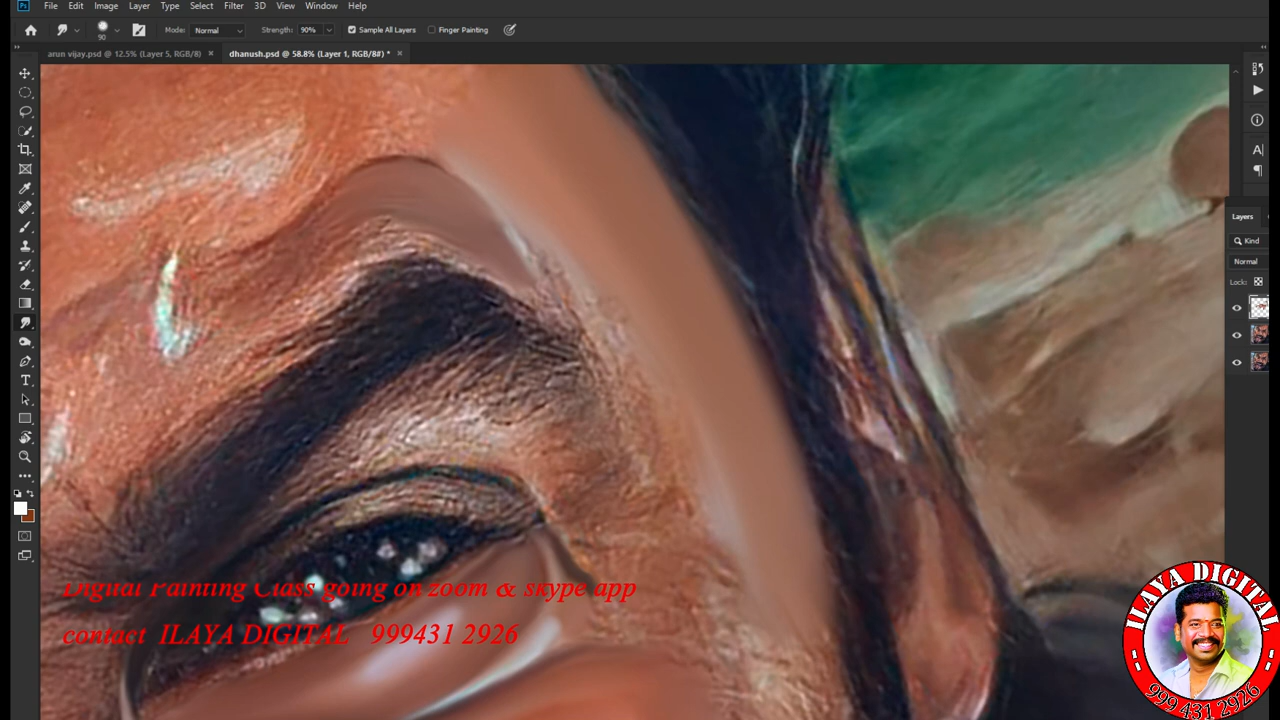 File Edit Image Layer Type Select Filter 3D View Window Help
90 Mode: Normal Strength: 90% Sample All Layers Finger Painting
arun vijay.psd @ 12.5% (Layer 5, RGB/8) × dhanush.psd @ 58.8% (Layer 1, RGB/8#) * ×
Layers
Kind
Normal
Lock:
Digital Painting Class going on zoom & skype app
contact ILAYA DIGITAL 999431 2926
ILAYA DIGITAL
999 431 2926